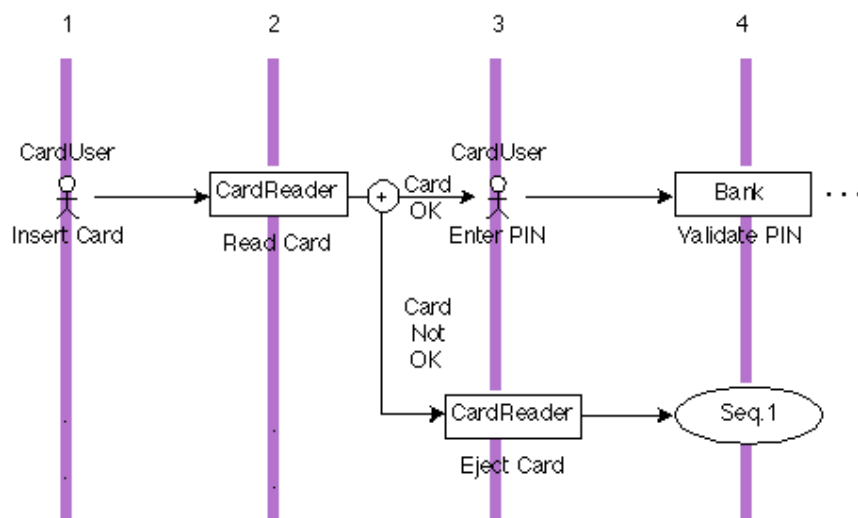 1 2 3 4
CardUser CardUser
CardReader + Card OK Bank . . .
Insert Card Read Card Enter PIN Validate PIN
Card
Not
OK
CardReader Seq.1
Eject Card